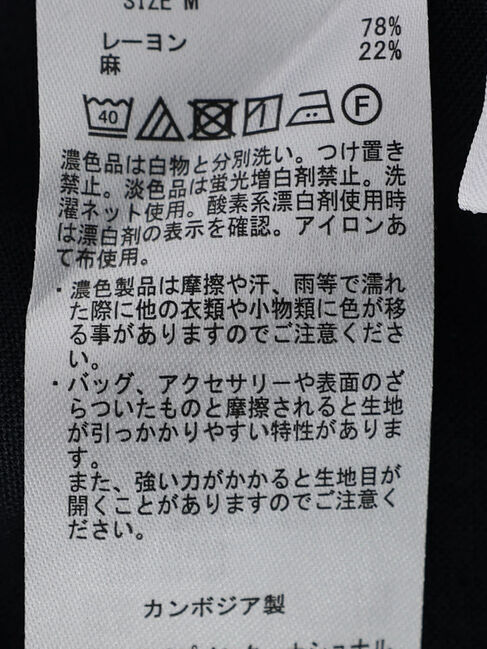 SIZE M
レーヨン 78%
麻 22%
40 F
濃色品は白物と分別洗い。つけ置き
禁止。淡色品は蛍光増白剤禁止。洗
濯ネット使用。酸素系漂白剤使用時
は漂白剤の表示を確認。アイロンあ
て布使用。
・濃色製品は摩擦や汗、雨等で濡れ
た際に他の衣類や小物類に色が移
る事がありますのでご注意くださ
い。
・バッグ、アクセサリーや表面のざ
らついたものと摩擦されると生地
が引っかかりやすい特性がありま
す。
また、強い力がかかると生地目が
開くことがありますのでご注意く
ださい。
カンボジア製